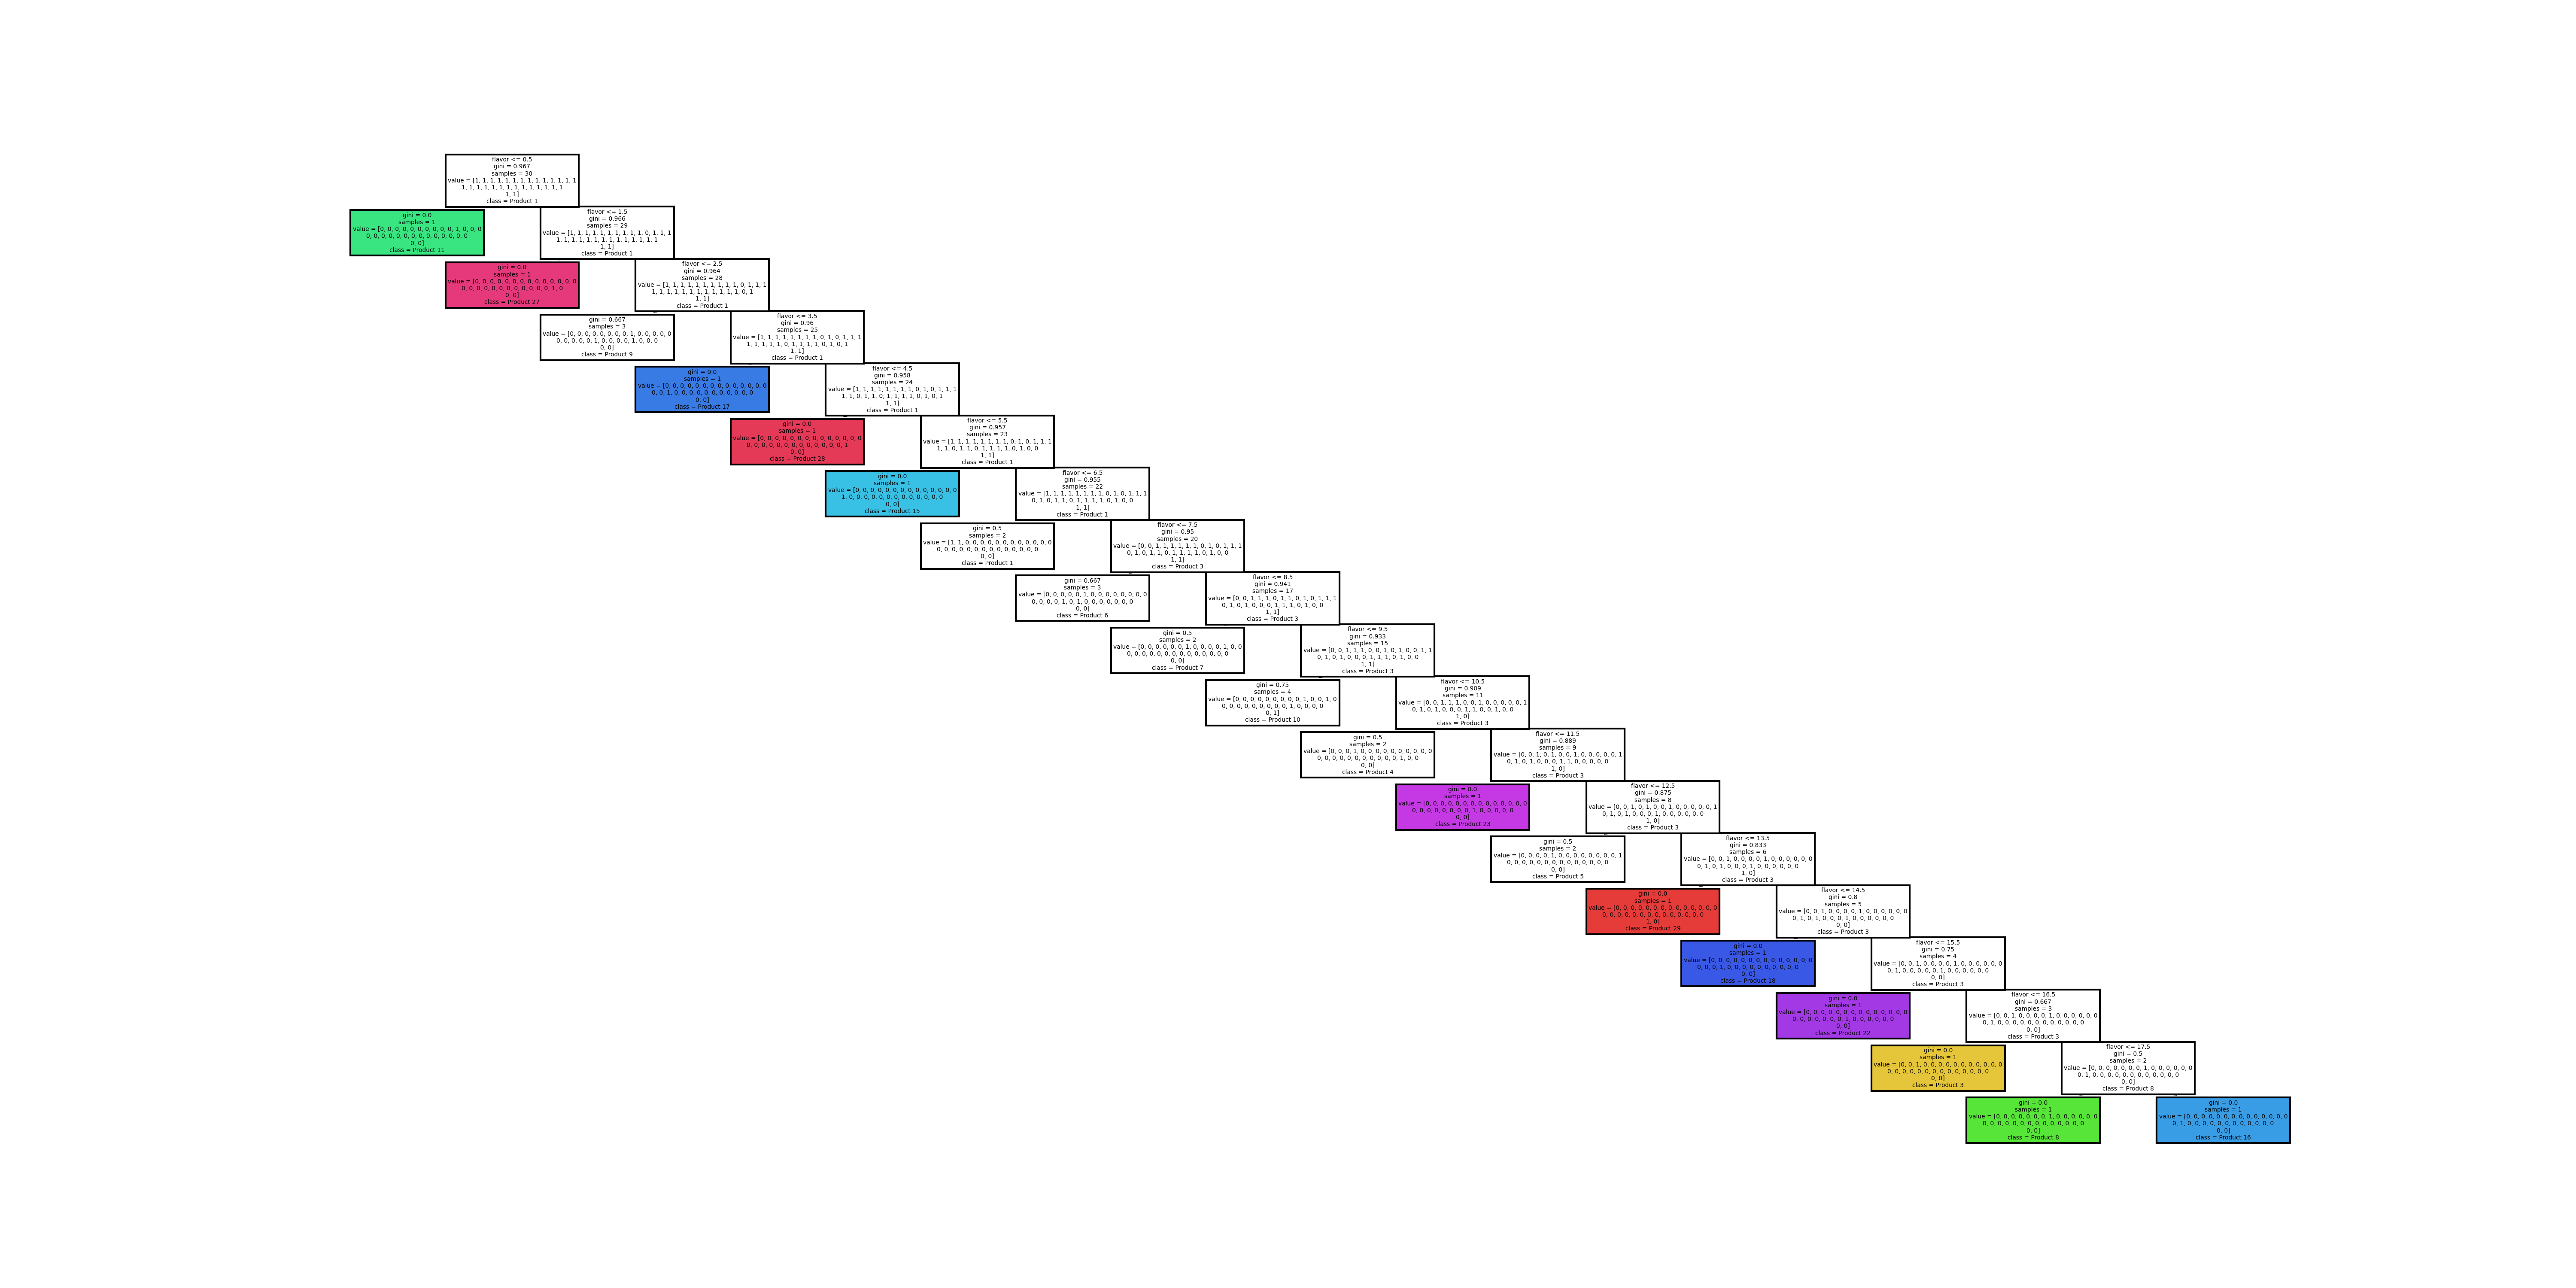 flavor <= 0.5
gini = 0.967
samples = 30
value = [1, 1, 1, 1, 1, 1, 1, 1, 1, 1, 1, 1, 1, 1
1, 1, 1, 1, 1, 1, 1, 1, 1, 1, 1, 1, 1, 1
1, 1]
class = Product 1
gini = 0.0
samples = 1
value = [0, 0, 0, 0, 0, 0, 0, 0, 0, 0, 1, 0, 0, 0
0, 0, 0, 0, 0, 0, 0, 0, 0, 0, 0, 0, 0, 0
0, 0]
class = Product 11
flavor <= 1.5
gini = 0.966
samples = 29
value = [1, 1, 1, 1, 1, 1, 1, 1, 1, 1, 0, 1, 1, 1
1, 1, 1, 1, 1, 1, 1, 1, 1, 1, 1, 1, 1, 1
1, 1]
class = Product 1
gini = 0.0
samples = 1
value = [0, 0, 0, 0, 0, 0, 0, 0, 0, 0, 0, 0, 0, 0
0, 0, 0, 0, 0, 0, 0, 0, 0, 0, 0, 0, 1, 0
0, 0]
class = Product 27
flavor <= 2.5
gini = 0.964
samples = 28
value = [1, 1, 1, 1, 1, 1, 1, 1, 1, 1, 0, 1, 1, 1
1, 1, 1, 1, 1, 1, 1, 1, 1, 1, 1, 1, 0, 1
1, 1]
class = Product 1
gini = 0.667
samples = 3
value = [0, 0, 0, 0, 0, 0, 0, 0, 1, 0, 0, 0, 0, 0
0, 0, 0, 0, 0, 1, 0, 0, 0, 0, 1, 0, 0, 0
0, 0]
class = Product 9
flavor <= 3.5
gini = 0.96
samples = 25
value = [1, 1, 1, 1, 1, 1, 1, 1, 0, 1, 0, 1, 1, 1
1, 1, 1, 1, 1, 0, 1, 1, 1, 1, 0, 1, 0, 1
1, 1]
class = Product 1
gini = 0.0
samples = 1
value = [0, 0, 0, 0, 0, 0, 0, 0, 0, 0, 0, 0, 0, 0
0, 0, 1, 0, 0, 0, 0, 0, 0, 0, 0, 0, 0, 0
0, 0]
class = Product 17
flavor <= 4.5
gini = 0.958
samples = 24
value = [1, 1, 1, 1, 1, 1, 1, 1, 0, 1, 0, 1, 1, 1
1, 1, 0, 1, 1, 0, 1, 1, 1, 1, 0, 1, 0, 1
1, 1]
class = Product 1
gini = 0.0
samples = 1
value = [0, 0, 0, 0, 0, 0, 0, 0, 0, 0, 0, 0, 0, 0
0, 0, 0, 0, 0, 0, 0, 0, 0, 0, 0, 0, 0, 1
0, 0]
class = Product 28
flavor <= 5.5
gini = 0.957
samples = 23
value = [1, 1, 1, 1, 1, 1, 1, 1, 0, 1, 0, 1, 1, 1
1, 1, 0, 1, 1, 0, 1, 1, 1, 1, 0, 1, 0, 0
1, 1]
class = Product 1
gini = 0.0
samples = 1
value = [0, 0, 0, 0, 0, 0, 0, 0, 0, 0, 0, 0, 0, 0
1, 0, 0, 0, 0, 0, 0, 0, 0, 0, 0, 0, 0, 0
0, 0]
class = Product 15
flavor <= 6.5
gini = 0.955
samples = 22
value = [1, 1, 1, 1, 1, 1, 1, 1, 0, 1, 0, 1, 1, 1
0, 1, 0, 1, 1, 0, 1, 1, 1, 1, 0, 1, 0, 0
1, 1]
class = Product 1
gini = 0.5
samples = 2
value = [1, 1, 0, 0, 0, 0, 0, 0, 0, 0, 0, 0, 0, 0
0, 0, 0, 0, 0, 0, 0, 0, 0, 0, 0, 0, 0, 0
0, 0]
class = Product 1
flavor <= 7.5
gini = 0.95
samples = 20
value = [0, 0, 1, 1, 1, 1, 1, 1, 0, 1, 0, 1, 1, 1
0, 1, 0, 1, 1, 0, 1, 1, 1, 1, 0, 1, 0, 0
1, 1]
class = Product 3
gini = 0.667
samples = 3
value = [0, 0, 0, 0, 0, 1, 0, 0, 0, 0, 0, 0, 0, 0
0, 0, 0, 0, 1, 0, 1, 0, 0, 0, 0, 0, 0, 0
0, 0]
class = Product 6
flavor <= 8.5
gini = 0.941
samples = 17
value = [0, 0, 1, 1, 1, 0, 1, 1, 0, 1, 0, 1, 1, 1
0, 1, 0, 1, 0, 0, 0, 1, 1, 1, 0, 1, 0, 0
1, 1]
class = Product 3
gini = 0.5
samples = 2
value = [0, 0, 0, 0, 0, 0, 1, 0, 0, 0, 0, 1, 0, 0
0, 0, 0, 0, 0, 0, 0, 0, 0, 0, 0, 0, 0, 0
0, 0]
class = Product 7
flavor <= 9.5
gini = 0.933
samples = 15
value = [0, 0, 1, 1, 1, 0, 0, 1, 0, 1, 0, 0, 1, 1
0, 1, 0, 1, 0, 0, 0, 1, 1, 1, 0, 1, 0, 0
1, 1]
class = Product 3
gini = 0.75
samples = 4
value = [0, 0, 0, 0, 0, 0, 0, 0, 0, 1, 0, 0, 1, 0
0, 0, 0, 0, 0, 0, 0, 0, 0, 1, 0, 0, 0, 0
0, 1]
class = Product 10
flavor <= 10.5
gini = 0.909
samples = 11
value = [0, 0, 1, 1, 1, 0, 0, 1, 0, 0, 0, 0, 0, 1
0, 1, 0, 1, 0, 0, 0, 1, 1, 0, 0, 1, 0, 0
1, 0]
class = Product 3
gini = 0.5
samples = 2
value = [0, 0, 0, 1, 0, 0, 0, 0, 0, 0, 0, 0, 0, 0
0, 0, 0, 0, 0, 0, 0, 0, 0, 0, 0, 1, 0, 0
0, 0]
class = Product 4
flavor <= 11.5
gini = 0.889
samples = 9
value = [0, 0, 1, 0, 1, 0, 0, 1, 0, 0, 0, 0, 0, 1
0, 1, 0, 1, 0, 0, 0, 1, 1, 0, 0, 0, 0, 0
1, 0]
class = Product 3
gini = 0.0
samples = 1
value = [0, 0, 0, 0, 0, 0, 0, 0, 0, 0, 0, 0, 0, 0
0, 0, 0, 0, 0, 0, 0, 0, 1, 0, 0, 0, 0, 0
0, 0]
class = Product 23
flavor <= 12.5
gini = 0.875
samples = 8
value = [0, 0, 1, 0, 1, 0, 0, 1, 0, 0, 0, 0, 0, 1
0, 1, 0, 1, 0, 0, 0, 1, 0, 0, 0, 0, 0, 0
1, 0]
class = Product 3
gini = 0.5
samples = 2
value = [0, 0, 0, 0, 1, 0, 0, 0, 0, 0, 0, 0, 0, 1
0, 0, 0, 0, 0, 0, 0, 0, 0, 0, 0, 0, 0, 0
0, 0]
class = Product 5
flavor <= 13.5
gini = 0.833
samples = 6
value = [0, 0, 1, 0, 0, 0, 0, 1, 0, 0, 0, 0, 0, 0
0, 1, 0, 1, 0, 0, 0, 1, 0, 0, 0, 0, 0, 0
1, 0]
class = Product 3
gini = 0.0
samples = 1
value = [0, 0, 0, 0, 0, 0, 0, 0, 0, 0, 0, 0, 0, 0
0, 0, 0, 0, 0, 0, 0, 0, 0, 0, 0, 0, 0, 0
1, 0]
class = Product 29
flavor <= 14.5
gini = 0.8
samples = 5
value = [0, 0, 1, 0, 0, 0, 0, 1, 0, 0, 0, 0, 0, 0
0, 1, 0, 1, 0, 0, 0, 1, 0, 0, 0, 0, 0, 0
0, 0]
class = Product 3
gini = 0.0
samples = 1
value = [0, 0, 0, 0, 0, 0, 0, 0, 0, 0, 0, 0, 0, 0
0, 0, 0, 1, 0, 0, 0, 0, 0, 0, 0, 0, 0, 0
0, 0]
class = Product 18
flavor <= 15.5
gini = 0.75
samples = 4
value = [0, 0, 1, 0, 0, 0, 0, 1, 0, 0, 0, 0, 0, 0
0, 1, 0, 0, 0, 0, 0, 1, 0, 0, 0, 0, 0, 0
0, 0]
class = Product 3
gini = 0.0
samples = 1
value = [0, 0, 0, 0, 0, 0, 0, 0, 0, 0, 0, 0, 0, 0
0, 0, 0, 0, 0, 0, 0, 1, 0, 0, 0, 0, 0, 0
0, 0]
class = Product 22
flavor <= 16.5
gini = 0.667
samples = 3
value = [0, 0, 1, 0, 0, 0, 0, 1, 0, 0, 0, 0, 0, 0
0, 1, 0, 0, 0, 0, 0, 0, 0, 0, 0, 0, 0, 0
0, 0]
class = Product 3
gini = 0.0
samples = 1
value = [0, 0, 1, 0, 0, 0, 0, 0, 0, 0, 0, 0, 0, 0
0, 0, 0, 0, 0, 0, 0, 0, 0, 0, 0, 0, 0, 0
0, 0]
class = Product 3
flavor <= 17.5
gini = 0.5
samples = 2
value = [0, 0, 0, 0, 0, 0, 0, 1, 0, 0, 0, 0, 0, 0
0, 1, 0, 0, 0, 0, 0, 0, 0, 0, 0, 0, 0, 0
0, 0]
class = Product 8
gini = 0.0
samples = 1
value = [0, 0, 0, 0, 0, 0, 0, 1, 0, 0, 0, 0, 0, 0
0, 0, 0, 0, 0, 0, 0, 0, 0, 0, 0, 0, 0, 0
0, 0]
class = Product 8
gini = 0.0
samples = 1
value = [0, 0, 0, 0, 0, 0, 0, 0, 0, 0, 0, 0, 0, 0
0, 1, 0, 0, 0, 0, 0, 0, 0, 0, 0, 0, 0, 0
0, 0]
class = Product 16